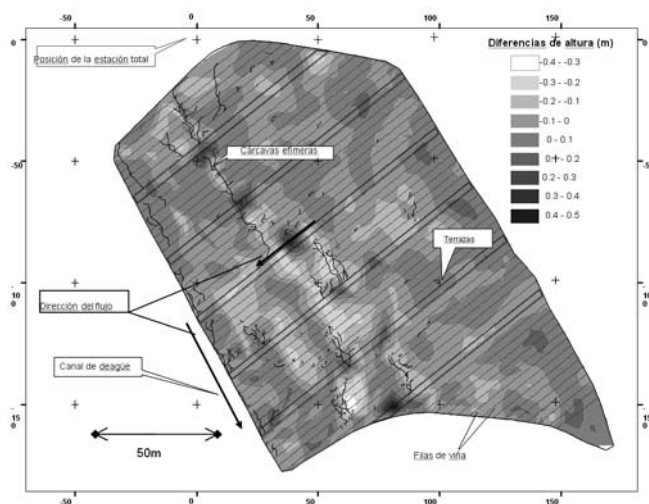 -50 0 50 100 150
0
Posición de la estación total
Diferencias de altura (m)
-0.4 - -0.3
-0.3 - -0.2
-0.2 - -0.1
-0.1 - 0
0 - 0.1
0.2 - 0.3
0.3 - 0.4
0.4 - 0.5
Cárcavas efímeras
-50
-50
Terrazas
Dirección del flujo
Canal de deagüe
50m
Filas de viña
-50 0 50 100 150